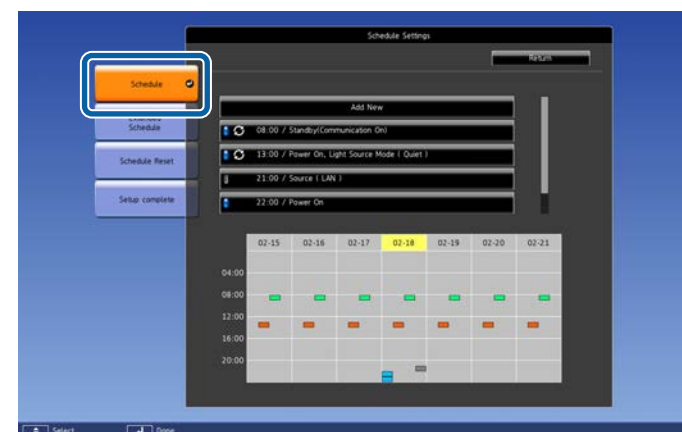 Schedule Settings
Return
Schedule
Add New
Extended
Schedule
08:00 / Standby(Communication On)
Schedule Reset
13:00 / Power On, Light Source Mode ( Quiet )
21:00 / Source ( LAN )
Setup complete
22:00 / Power On
02-15 02-16 02-17 02-18 02-19 02-20 02-21
04:00
08:00
12:00
16:00
20:00
Select Done